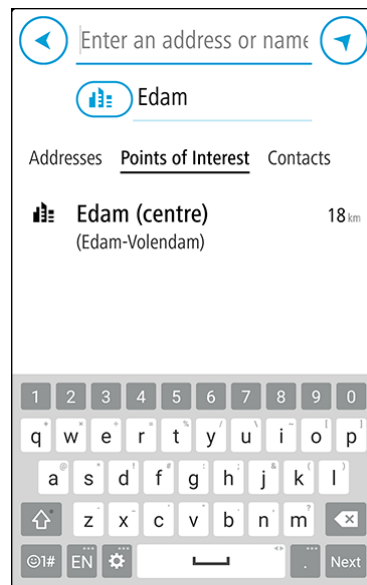 Enter an address or name
Edam
Addresses Points of Interest Contacts
Edam (centre) 18 km
(Edam-Volendam)
1 2 3 4 5 6 7 8 9 0
q w e r t y u i o p
a s d f g h j k l
z x c v b n m
☺1# EN . Next